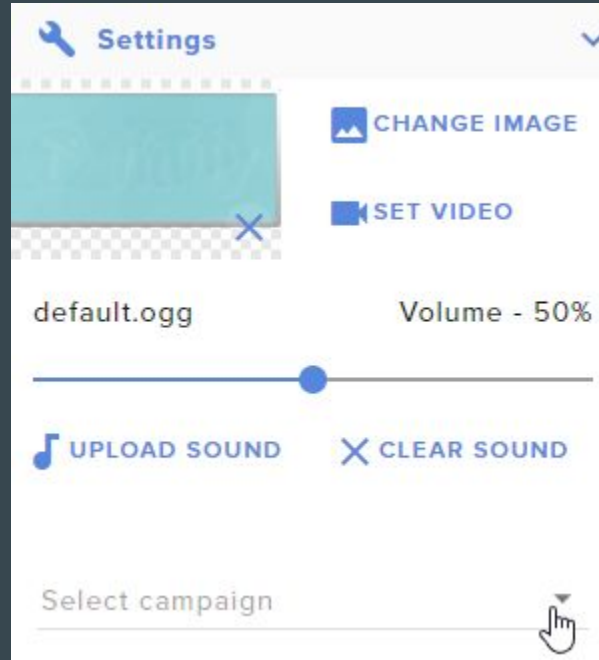 Settings
CHANGE IMAGE
SET VIDEO
default.ogg
Volume - 50%
UPLOAD SOUND
CLEAR SOUND
Select campaign